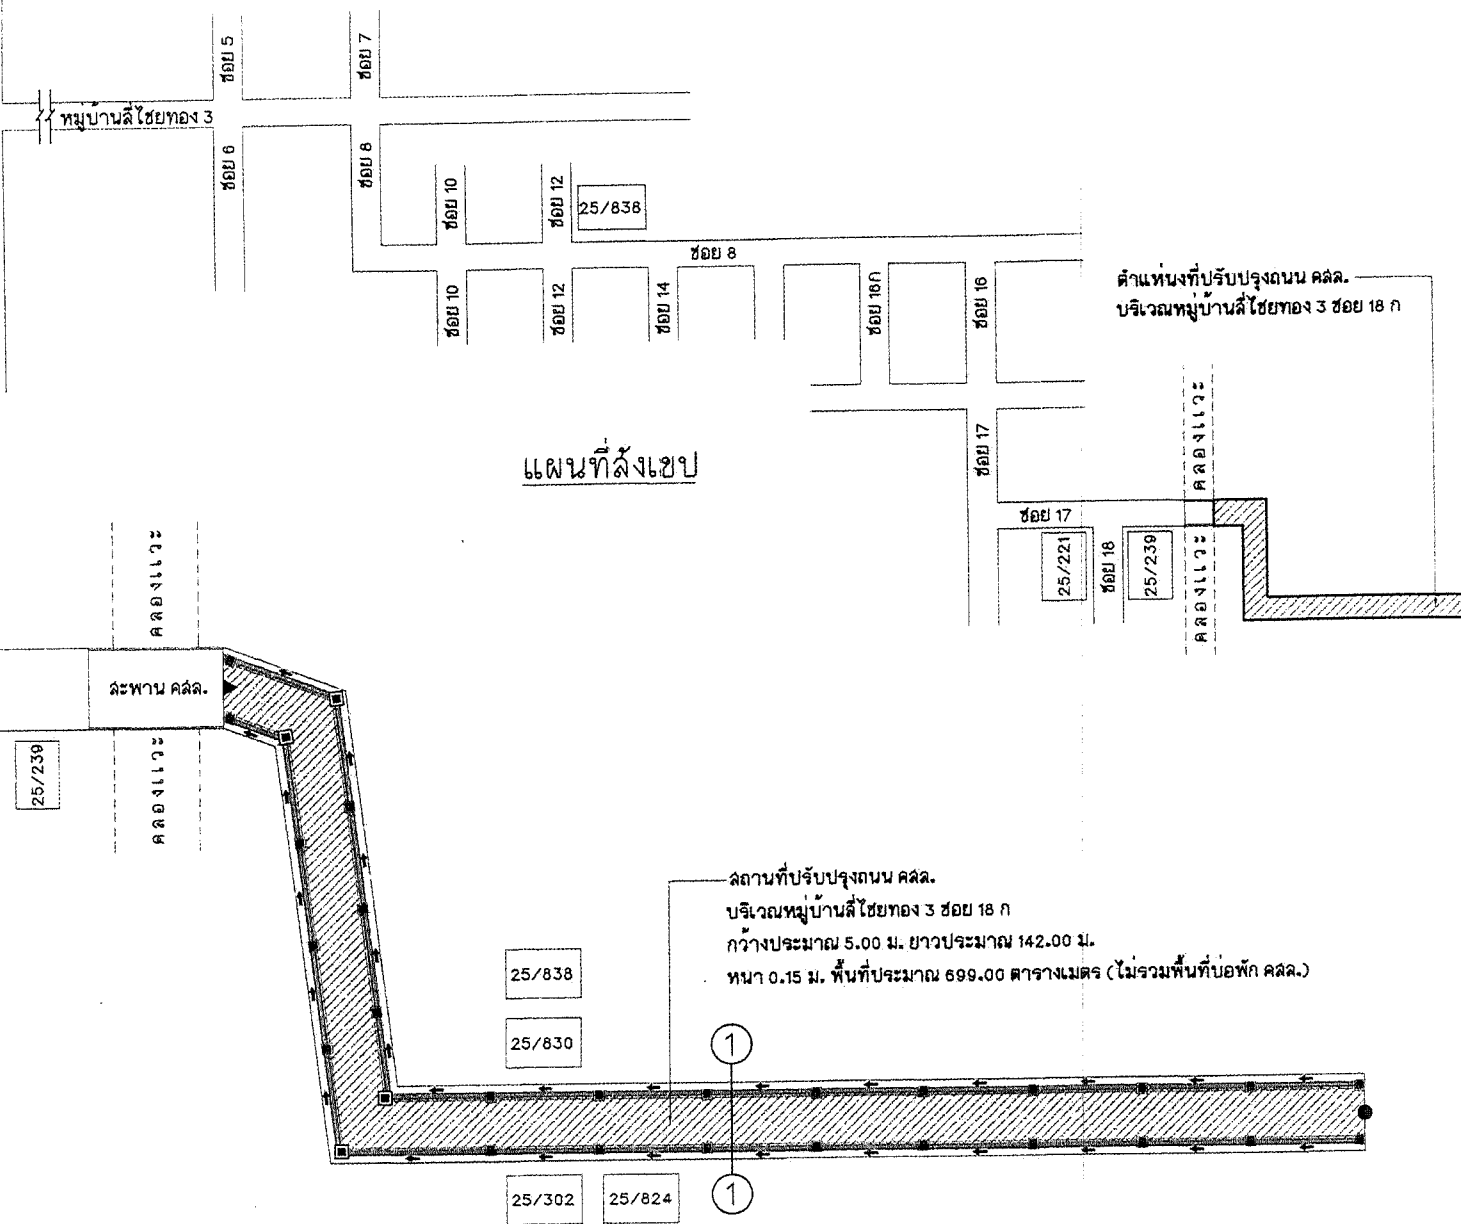 ซอย 5
ซอย 7
หมู่บ้านสี่ไชยทอง 3
ซอย 6
ซอย 8
ซอย 10
ซอย 12
25/838
ซอย 8
ซอย 10
ซอย 12
ซอย 14
ซอย 16ก
ซอย 16
ตำแหน่งที่ปรับปรุงถนน คสล.
บริเวณหมู่บ้านสี่ไชยทอง 3 ซอย 18 ก
คลองแวะ
ซอย 17
แผนที่สังเขป
ซอย 17
25/221
ซอย 18
25/239
คลองแวะ
คลองแวะ
สะพาน คสล.
25/239
คลองแวะ
สถานที่ปรับปรุงถนน คสล.
บริเวณหมู่บ้านสี่ไชยทอง 3 ซอย 18 ก
กว้างประมาณ 5.00 ม. ยาวประมาณ 142.00 ม.
หนา 0.15 ม. พื้นที่ประมาณ 699.00 ตารางเมตร (ไม่รวมพื้นที่บ่อพัก คสล.)
25/838
25/830
1
25/302
25/824
1